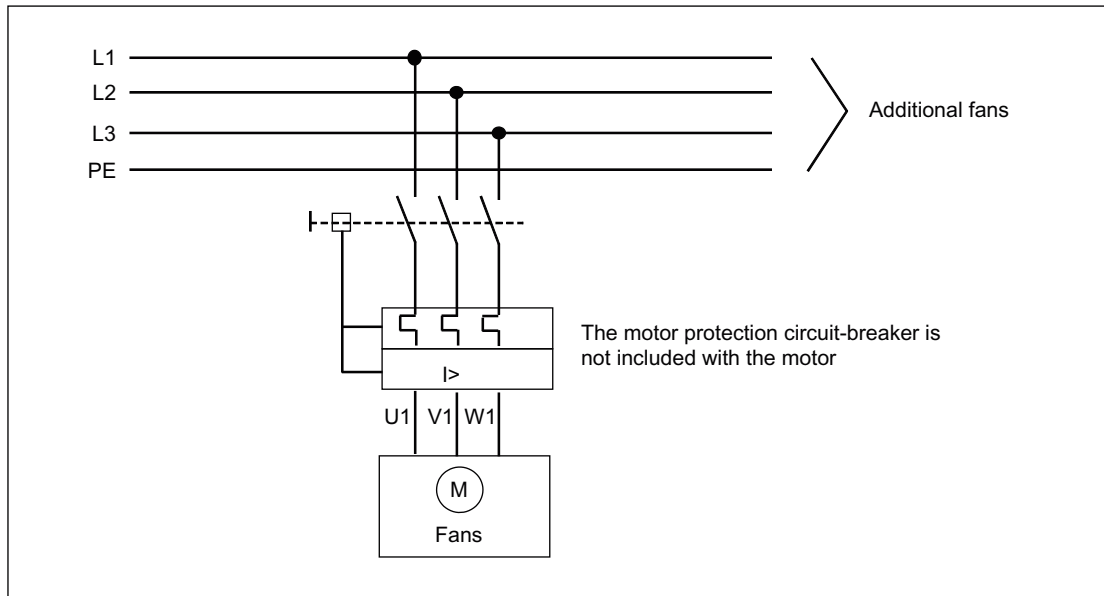 L1
L2
L3
PE
Additional fans
The motor protection circuit-breaker is
not included with the motor
I>
U1 V1 W1
M
Fans